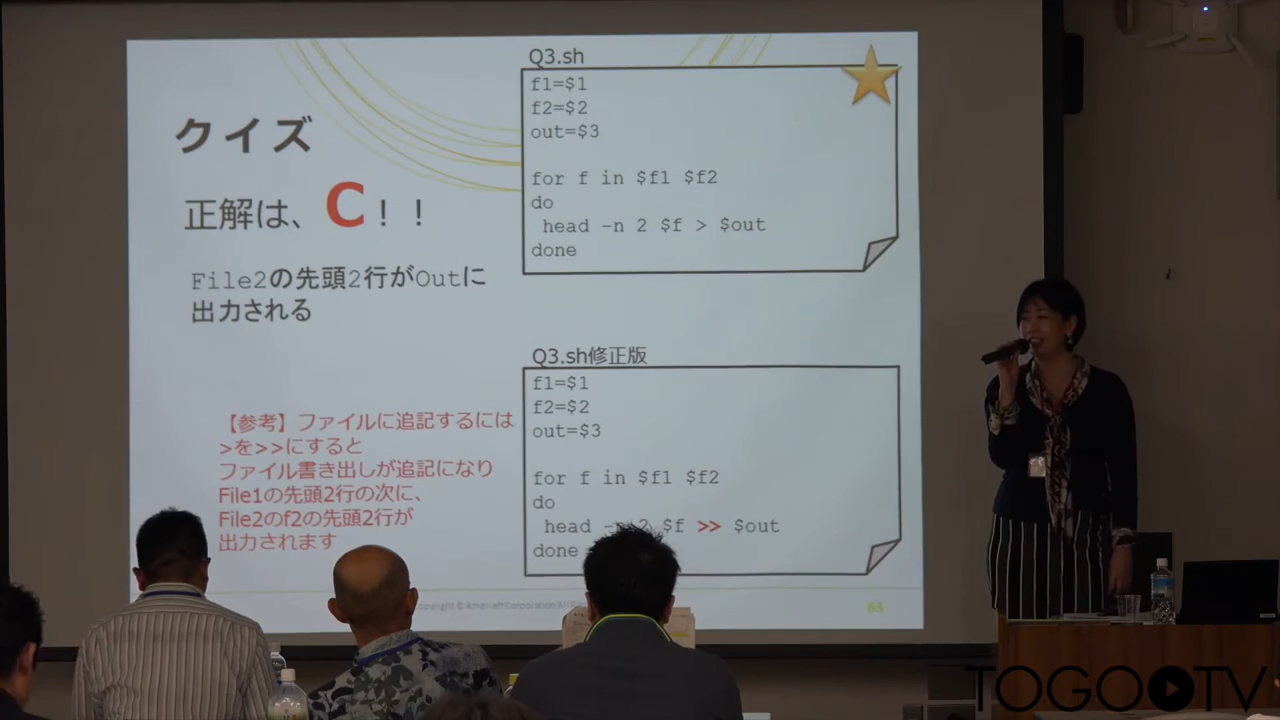 クイズ
正解は、C！！
File2の先頭2行がOutに
出力される
【参考】ファイルに追記するには
>を>>にすると
ファイル書き出しが追記になり
File1の先頭2行の次に、
File2のf2の先頭2行が
出力されます
Q3.sh
f1=$1
f2=$2
out=$3
for f in $f1 $f2
do
head -n 2 $f > $out
done
Q3.sh修正版
f1=$1
f2=$2
out=$3
for f in $f1 $f2
do
head -n 2 $f >> $out
done
Copyright © Amelieff Corporation All
63
TOGOTV